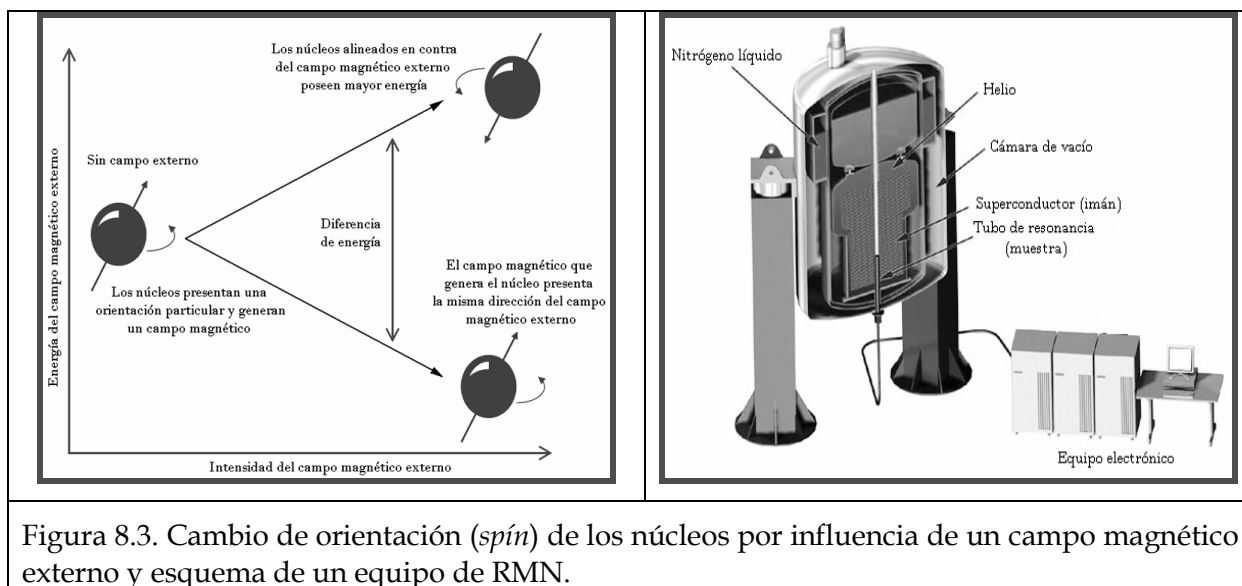 Los núcleos alineados en contra
del campo magnético externo
poseen mayor energía
Sin campo externo
Diferencia
de energía
Los núcleos presentan una
orientación particular y generan
un campo magnético
El campo magnético que
genera el núcleo presenta
la misma dirección del campo
magnético externo
Energía del campo magnético externo
Intensidad del campo magnético externo
Nitrógeno líquido
Helio
Cámara de vacío
Superconductor (imán)
Tubo de resonancia
(muestra)
Equipo electrónico
Figura 8.3. Cambio de orientación (spín) de los núcleos por influencia de un campo magnético
externo y esquema de un equipo de RMN.